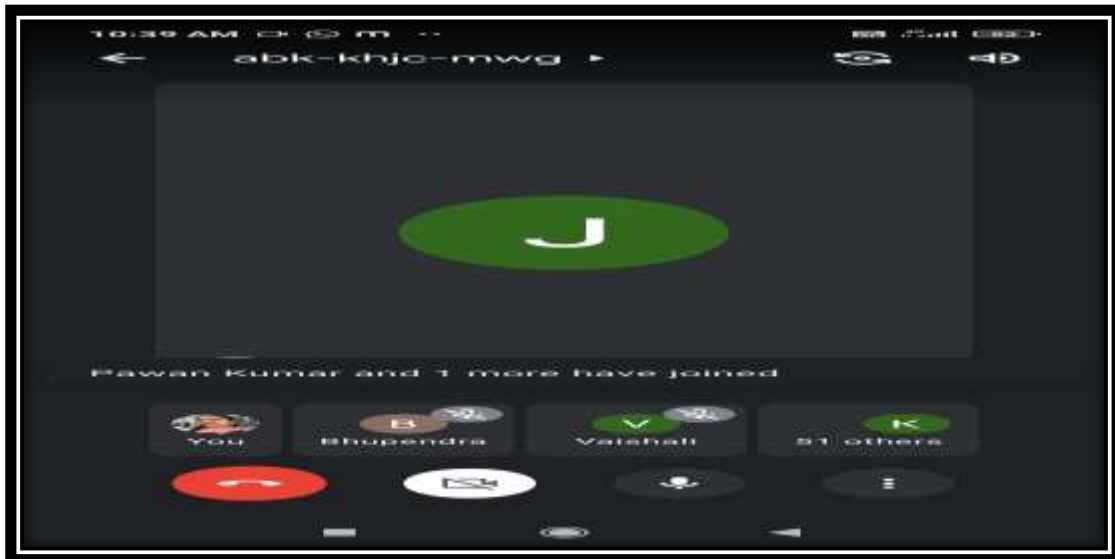 10:39 AM
abk-khjc-mwg
J
Pawan Kumar and 1 more have joined
B V K
You Bhupendra Vaishali 51 others